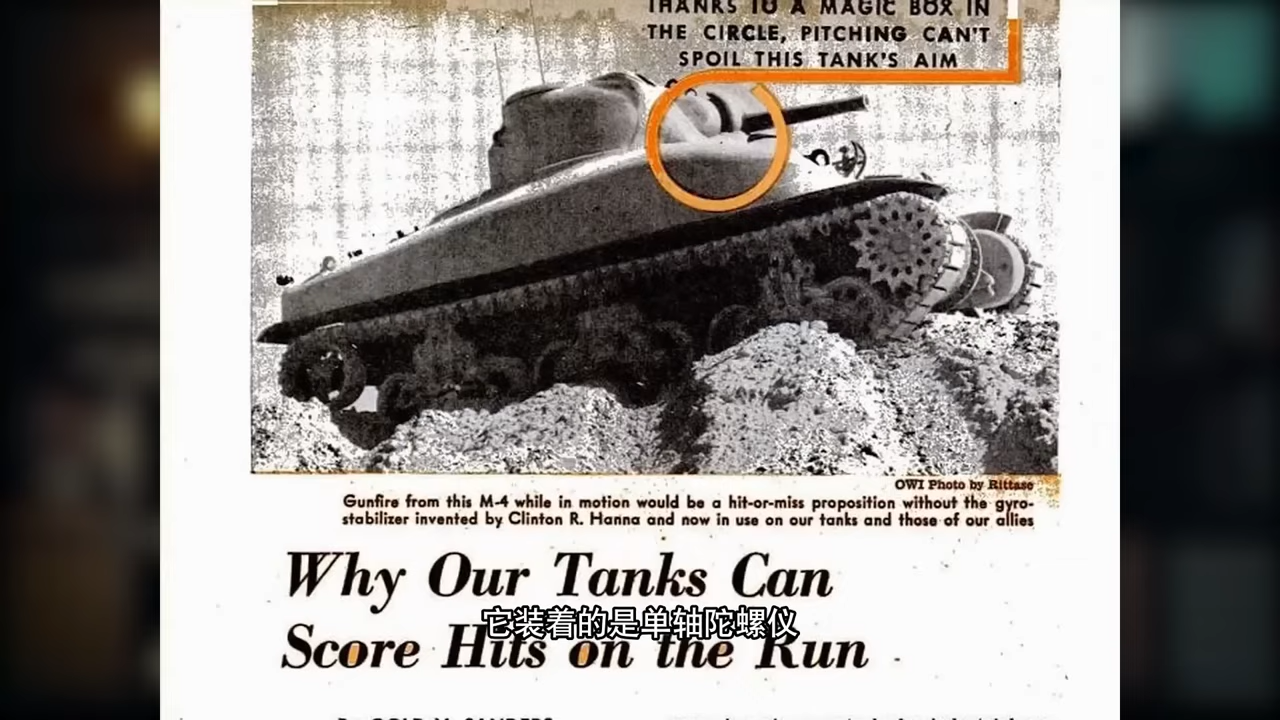 THANKS TO A MAGIC BOX IN
THE CIRCLE, PITCHING CAN'T
SPOIL THIS TANK'S AIM
OWI Photo by Rittase
Gunfire from this M-4 while in motion would be a hit-or-miss proposition without the gyro-
stabilizer invented by Clinton R. Hanna and now in use on our tanks and those of our allies
Why Our Tanks Can
它装着的是单轴陀螺仪
Score Hits on the Run